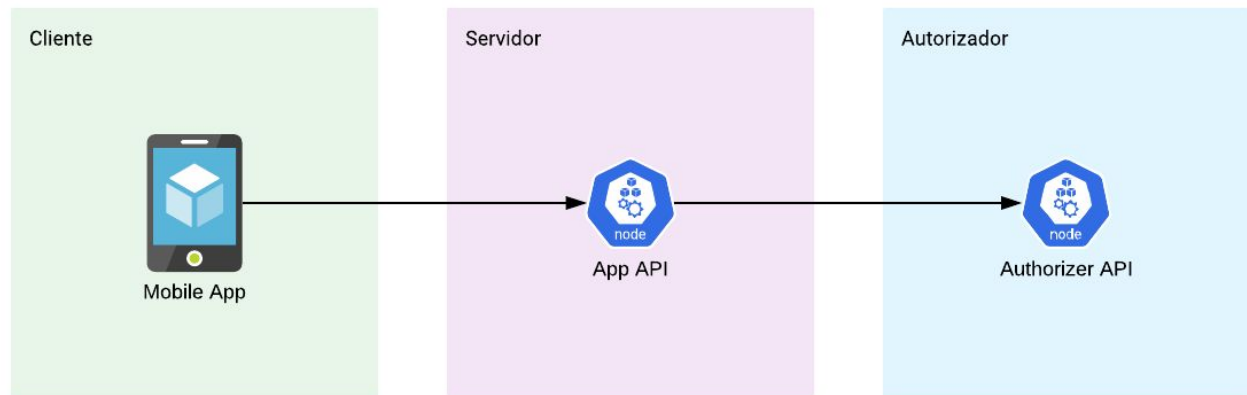 Cliente
Servidor
Autorizador
node
node
Mobile App
App API
Authorizer API